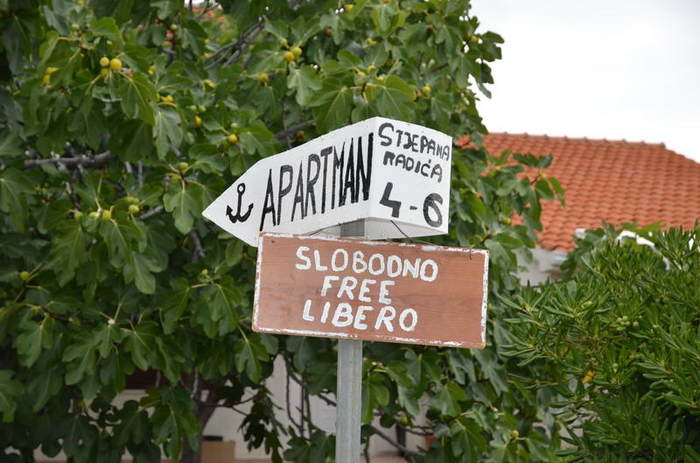 APARTMAN
STJEPANA
RADIĆA
4-6
SLOBODNO
FREE
LIBERO